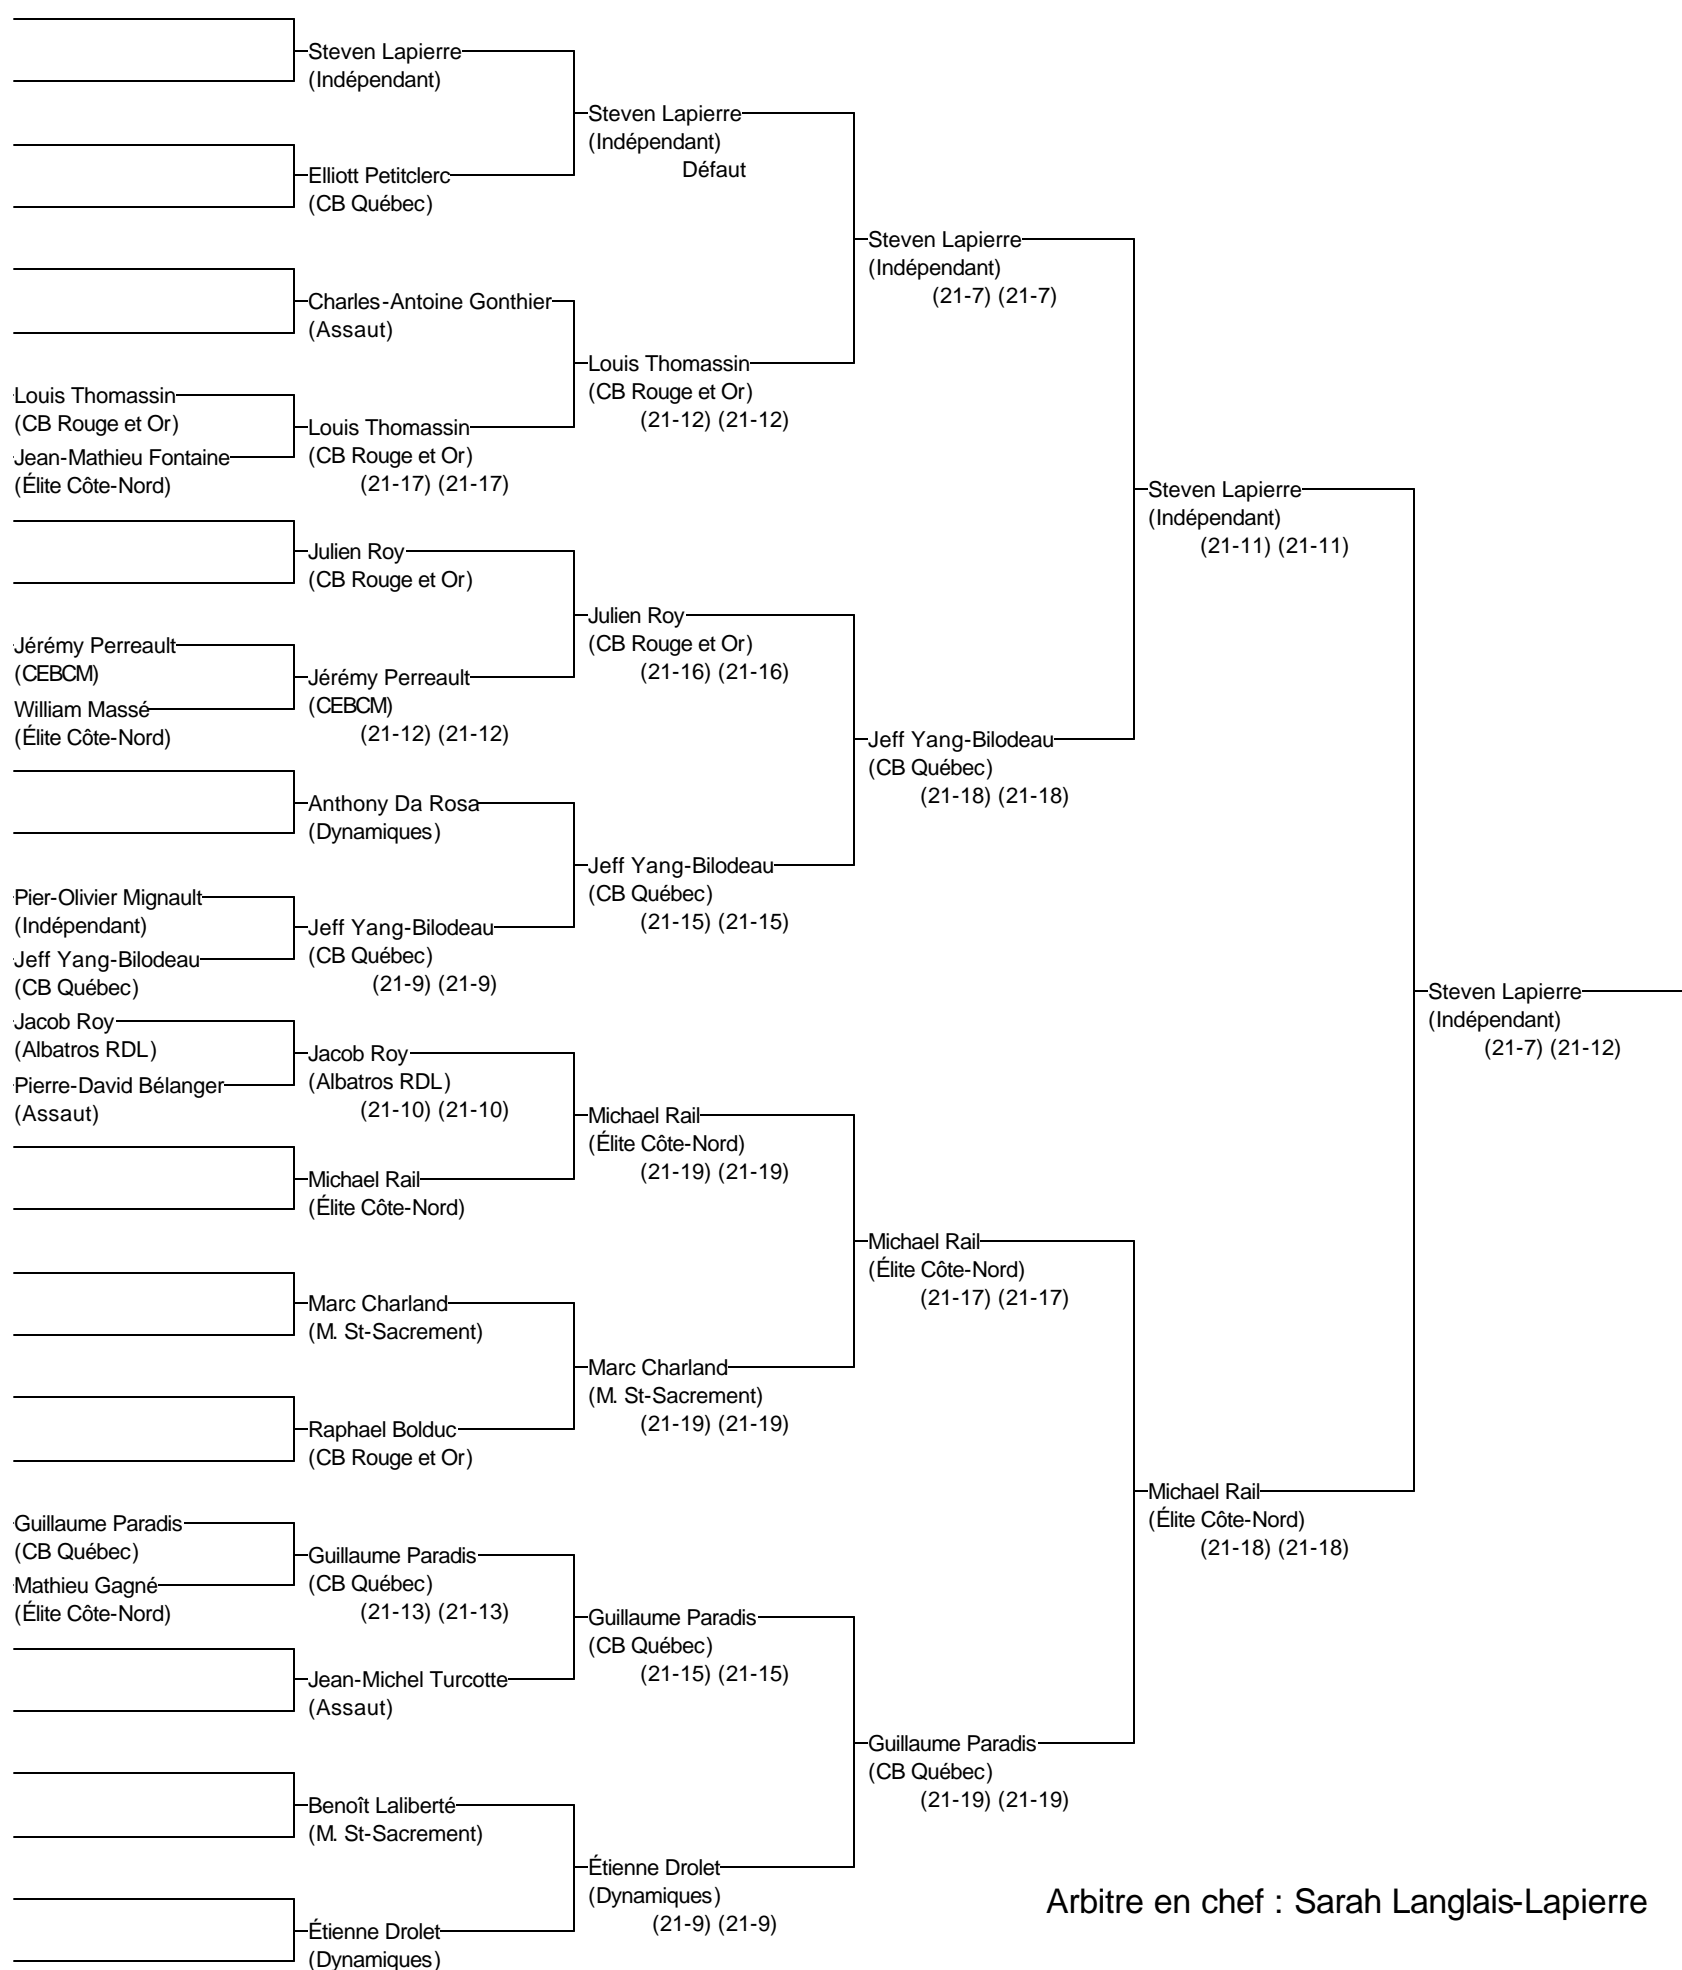 Steven Lapierre
(Indépendant)
Elliott Petitclerc
(CB Québec)
Charles-Antoine Gonthier
(Assaut)
Louis Thomassin
(CB Rouge et Or)
Jean-Mathieu Fontaine
(Élite Côte-Nord)
Louis Thomassin
(CB Rouge et Or)
(21-17) (21-17)
Julien Roy
(CB Rouge et Or)
Jérémy Perreault
(CEBCM)
William Massé
(Élite Côte-Nord)
Jérémy Perreault
(CEBCM)
(21-12) (21-12)
Anthony Da Rosa
(Dynamiques)
Pier-Olivier Mignault
(Indépendant)
Jeff Yang-Bilodeau
(CB Québec)
Jeff Yang-Bilodeau
(CB Québec)
(21-9) (21-9)
Jacob Roy
(Albatros RDL)
Pierre-David Bélanger
(Assaut)
Jacob Roy
(Albatros RDL)
(21-10) (21-10)
Michael Rail
(Élite Côte-Nord)
Marc Charland
(M. St-Sacrement)
Raphael Bolduc
(CB Rouge et Or)
Guillaume Paradis
(CB Québec)
Mathieu Gagné
(Élite Côte-Nord)
Guillaume Paradis
(CB Québec)
(21-13) (21-13)
Jean-Michel Turcotte
(Assaut)
Benoît Laliberté
(M. St-Sacrement)
Étienne Drolet
(Dynamiques)
Steven Lapierre
(Indépendant)
Défaut
Louis Thomassin
(CB Rouge et Or)
(21-12) (21-12)
Julien Roy
(CB Rouge et Or)
(21-16) (21-16)
Jeff Yang-Bilodeau
(CB Québec)
(21-15) (21-15)
Michael Rail
(Élite Côte-Nord)
(21-19) (21-19)
Marc Charland
(M. St-Sacrement)
(21-19) (21-19)
Guillaume Paradis
(CB Québec)
(21-15) (21-15)
Étienne Drolet
(Dynamiques)
(21-9) (21-9)
Steven Lapierre
(Indépendant)
(21-7) (21-7)
Jeff Yang-Bilodeau
(CB Québec)
(21-18) (21-18)
Michael Rail
(Élite Côte-Nord)
(21-17) (21-17)
Guillaume Paradis
(CB Québec)
(21-19) (21-19)
Steven Lapierre
(Indépendant)
(21-11) (21-11)
Michael Rail
(Élite Côte-Nord)
(21-18) (21-18)
Steven Lapierre
(Indépendant)
(21-7) (21-12)
Arbitre en chef : Sarah Langlais-Lapierre